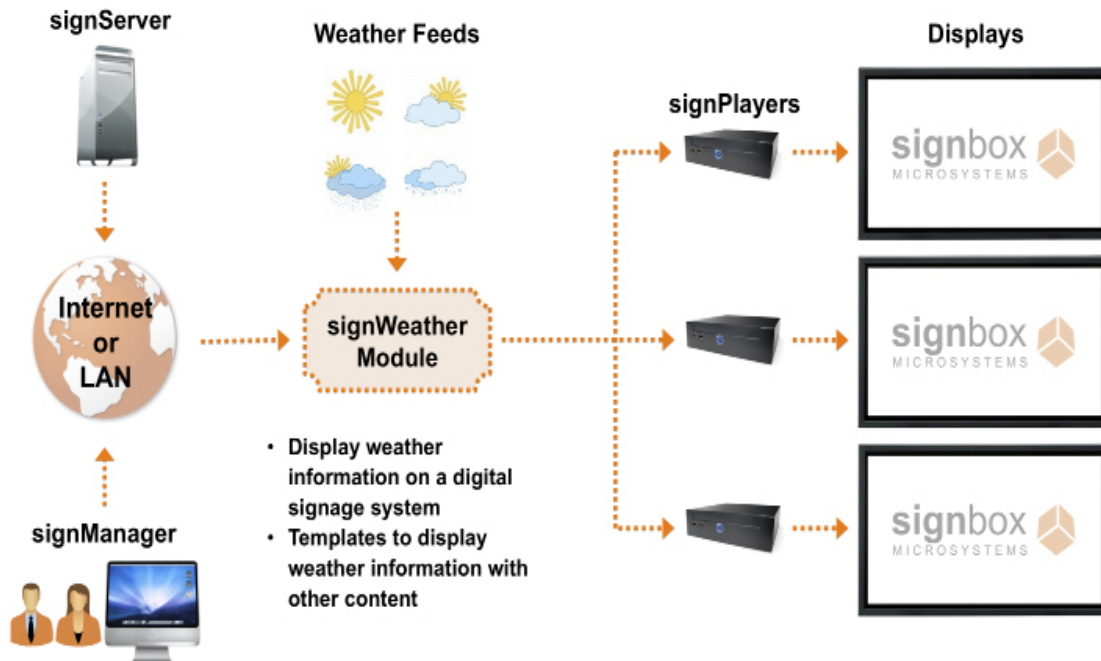 signServer
Weather Feeds
Displays
signPlayers
signbox
MICROSYSTEMS
Internet
or
LAN
signWeather
Module
signbox
MICROSYSTEMS
• Display weather
information on a digital
signage system
• Templates to display
weather information with
other content
signManager
signbox
MICROSYSTEMS